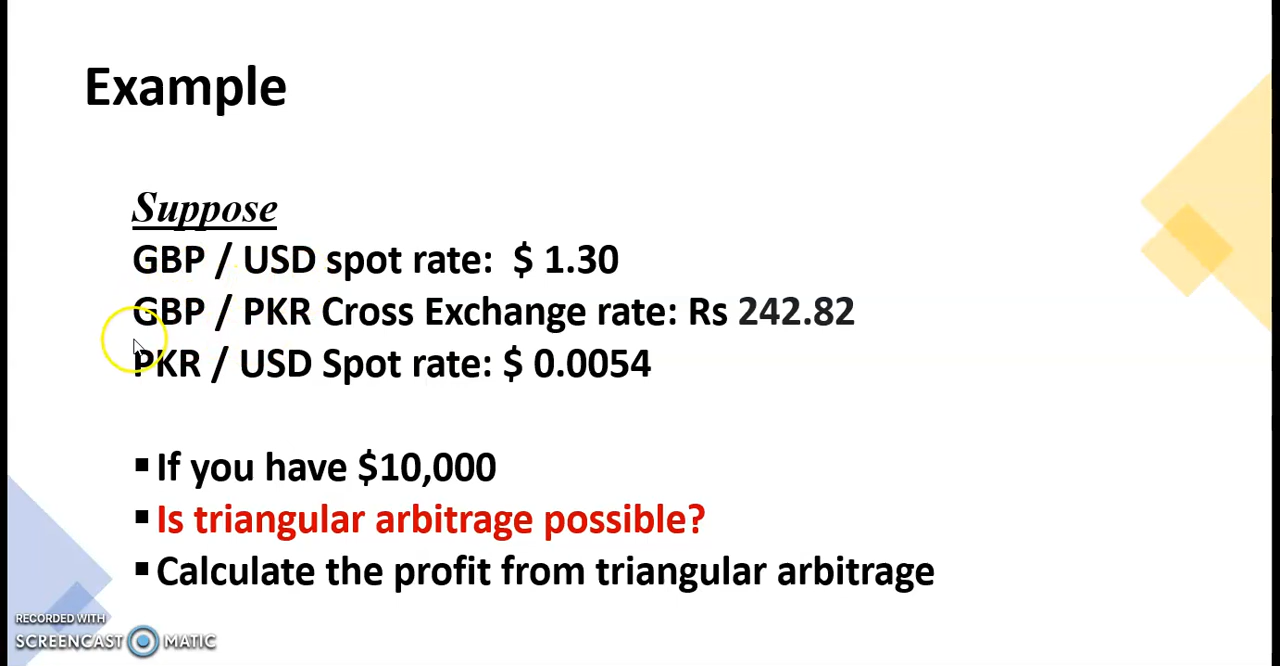 Example
Suppose
GBP / USD spot rate: $ 1.30
GBP / PKR Cross Exchange rate: Rs 242.82
PKR / USD Spot rate: $ 0.0054
▪ If you have $10,000
▪ Is triangular arbitrage possible?
▪ Calculate the profit from triangular arbitrage
RECORDED WITH
SCREENCAST MATIC